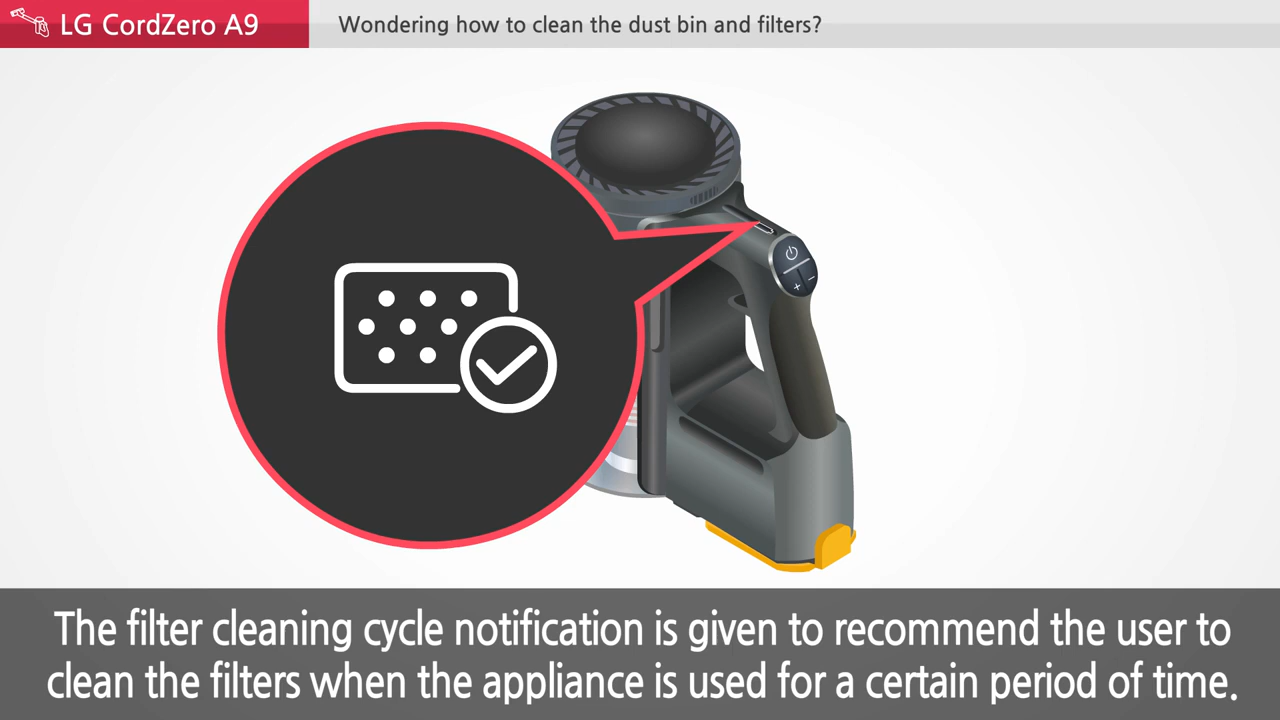 LG CordZero A9
Wondering how to clean the dust bin and filters?
+ −
The filter cleaning cycle notification is given to recommend the user to
clean the filters when the appliance is used for a certain period of time.